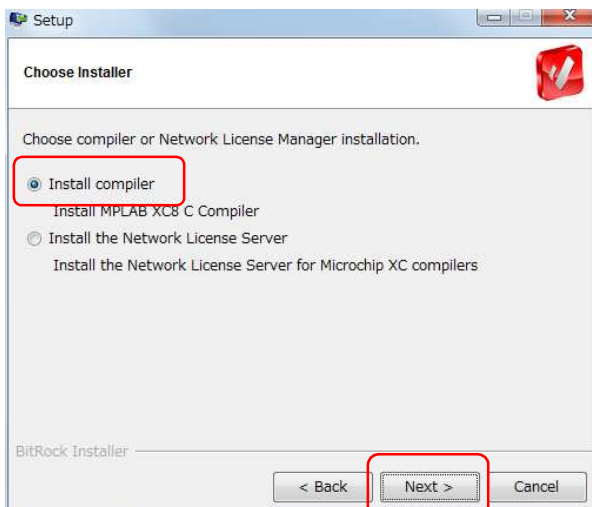 Setup
Choose Installer
Choose compiler or Network License Manager installation.
Install compiler
Install MPLAB XC8 C Compiler
Install the Network License Server
Install the Network License Server for Microchip XC compilers
BitRock Installer
< Back
Next >
Cancel